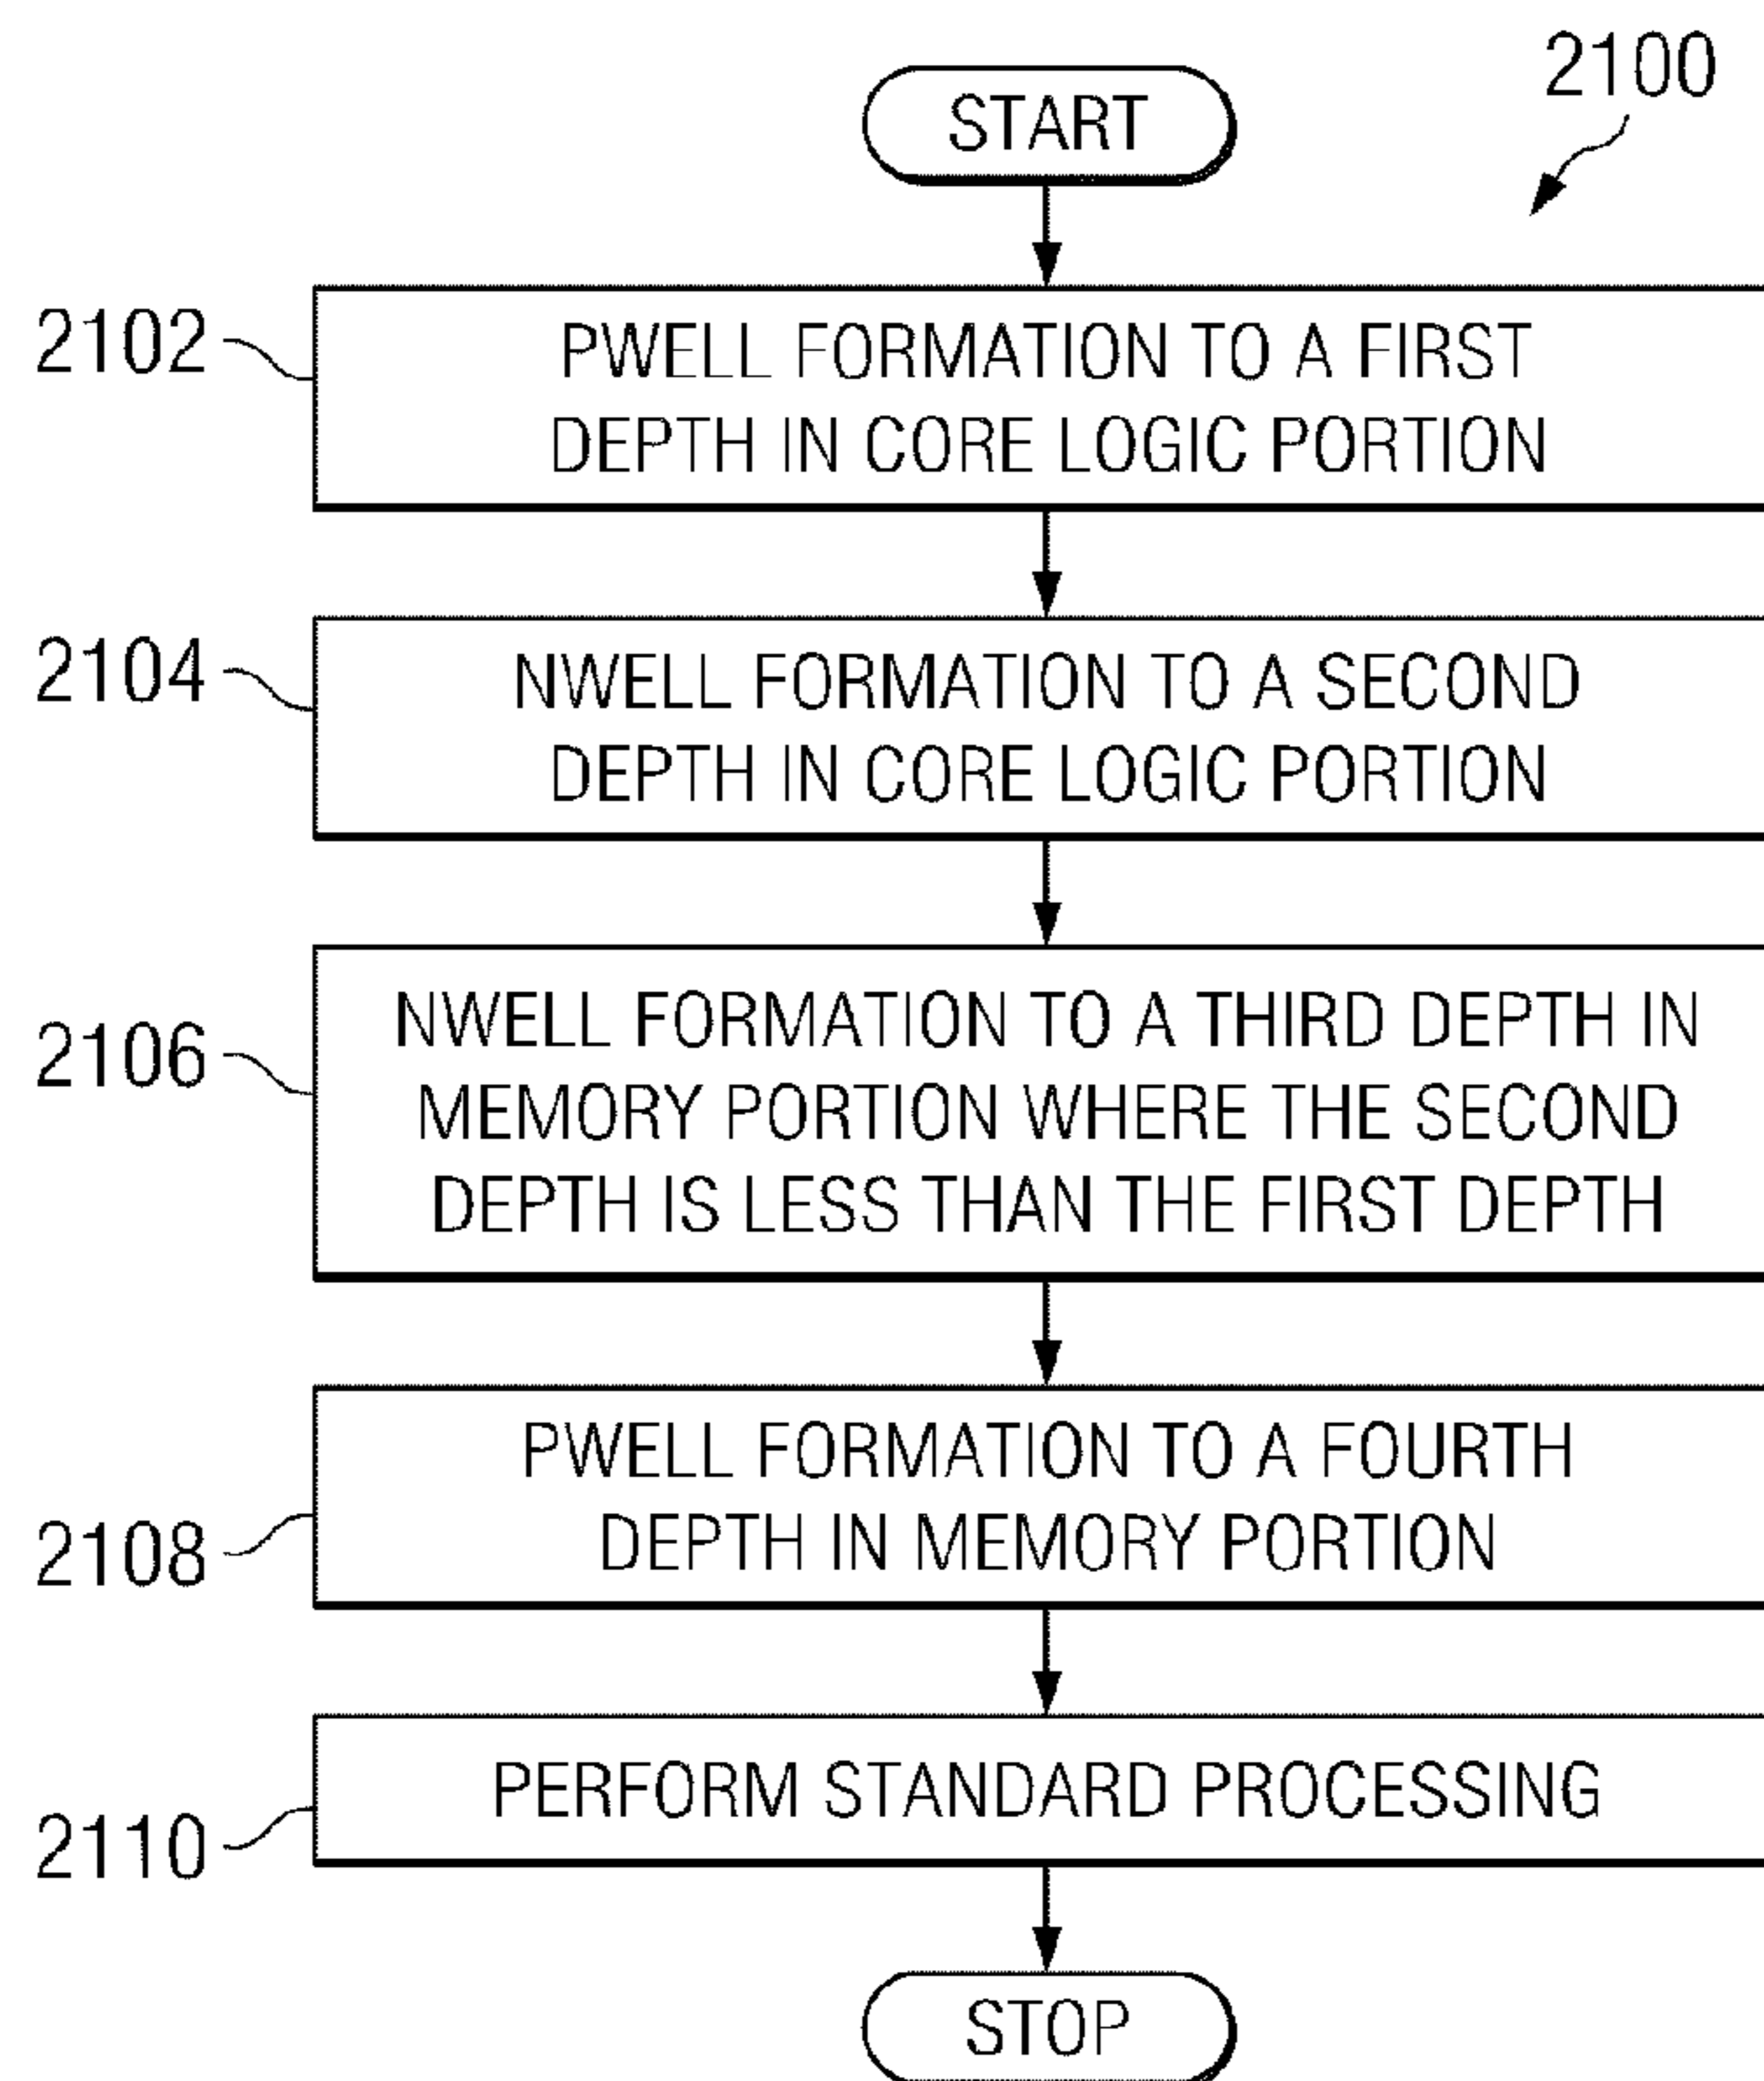 2100
START
2102
PWELL FORMATION TO A FIRST
DEPTH IN CORE LOGIC PORTION
2104
NWELL FORMATION TO A SECOND
DEPTH IN CORE LOGIC PORTION
2106
NWELL FORMATION TO A THIRD DEPTH IN
MEMORY PORTION WHERE THE SECOND
DEPTH IS LESS THAN THE FIRST DEPTH
2108
PWELL FORMATION TO A FOURTH
DEPTH IN MEMORY PORTION
2110
PERFORM STANDARD PROCESSING
STOP